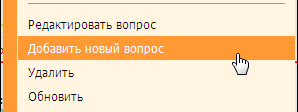 Редактировать вопрос
Добавить новый вопрос
Удалить
Обновить